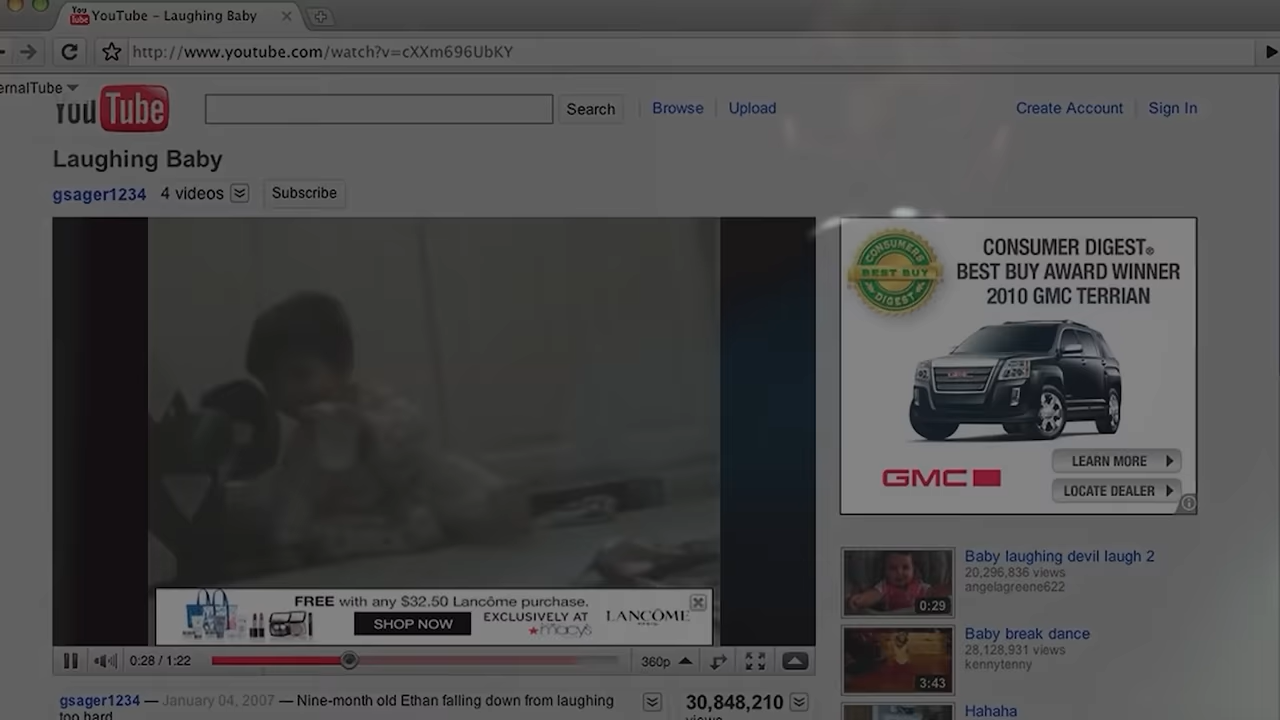 YouTube - Laughing Baby
http://www.youtube.com/watch?v=cXXm696UbKY
ernalTube
YouTube
Search
Browse
Upload
Create Account
Sign In
Laughing Baby
gsager1234
4 videos
Subscribe
CONSUMERS
BEST BUY
DIGEST
CONSUMER DIGEST®
BEST BUY AWARD WINNER
2010 GMC TERRIAN
GMC
GMC
LEARN MORE
LOCATE DEALER
FREE with any $32.50 Lancôme purchase.
SHOP NOW
EXCLUSIVELY AT
macy's
LANCÔME
PARIS
0:28 / 1:22
360p
gsager1234 — January 04, 2007 — Nine-month old Ethan falling down from laughing
too hard
30,848,210
views
0:29
Baby laughing devil laugh 2
20,296,836 views
angelagreene622
3:43
Baby break dance
28,128,931 views
kennytenny
Hahaha